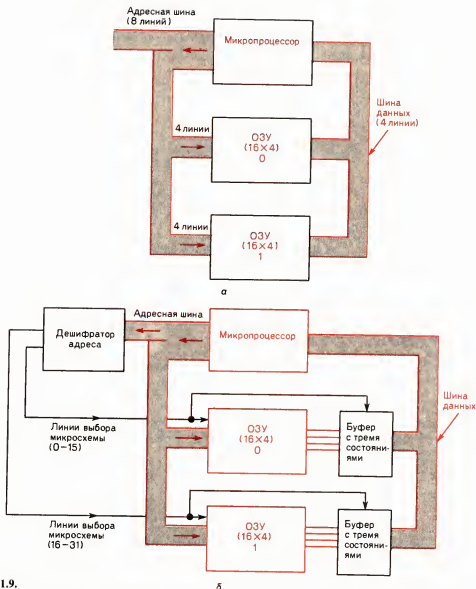 Адресная шина
(8 линий)
Микропроцессор
Шина
данных
(4 линии)
4 линии
ОЗУ
(16×4)
0
4 линии
ОЗУ
(16×4)
1
а
Адресная шина
Дешифратор
адреса
Микропроцессор
Шина
данных
Линии выбора
микросхемы
(0–15)
ОЗУ
(16×4)
0
Буфер
с тремя
состояни-
ями
Линии выбора
микросхемы
(16–31)
ОЗУ
(16×4)
1
Буфер
с тремя
состояни-
ями
1.9.
б